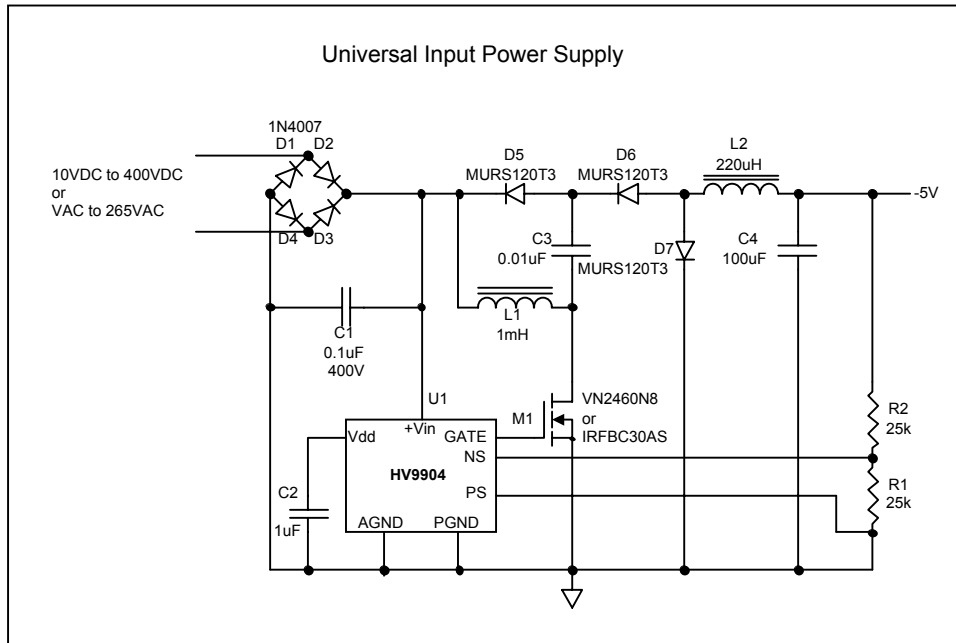 Universal Input Power Supply
1N4007
D1 D2
10VDC to 400VDC
or
VAC to 265VAC
D4 D3
D5
MURS120T3
D6
MURS120T3
L2
220uH
-5V
C3
0.01uF
D7
MURS120T3
C4
100uF
L1
1mH
C1
0.1uF
400V
U1
+Vin
Vdd
GATE
NS
HV9904
PS
AGND PGND
M1
VN2460N8
or
IRFBC30AS
C2
1uF
R2
25k
R1
25k